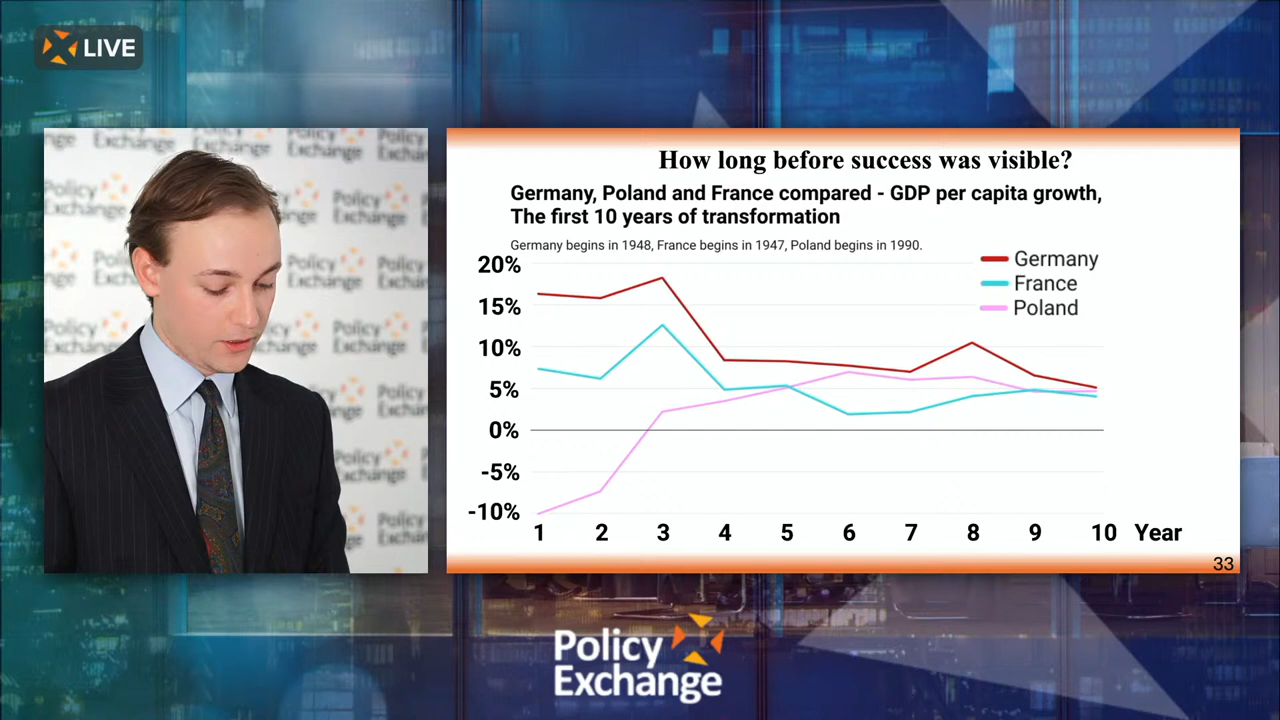 LIVE
Policy
Exchange
How long before success was visible?
Germany, Poland and France compared - GDP per capita growth,
The first 10 years of transformation
Germany begins in 1948, France begins in 1947, Poland begins in 1990.
Germany
France
Poland
20%
15%
10%
5%
0%
-5%
-10%
1 2 3 4 5 6 7 8 9 10 Year
33
Policy
Exchange